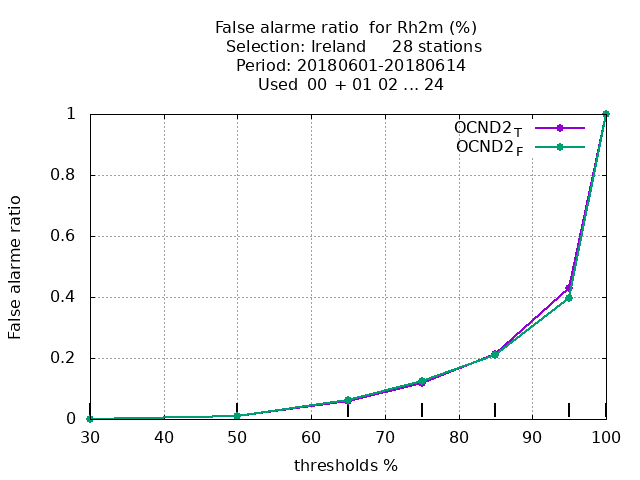 False alarme ratio  for Rh2m (%)
Selection: Ireland     28 stations
Period: 20180601-20180614
Used  00 + 01 02 ... 24
OCND2T
OCND2F
False alarme ratio
1
0.8
0.6
0.4
0.2
0
30 40 50 60 70 80 90 100
thresholds %